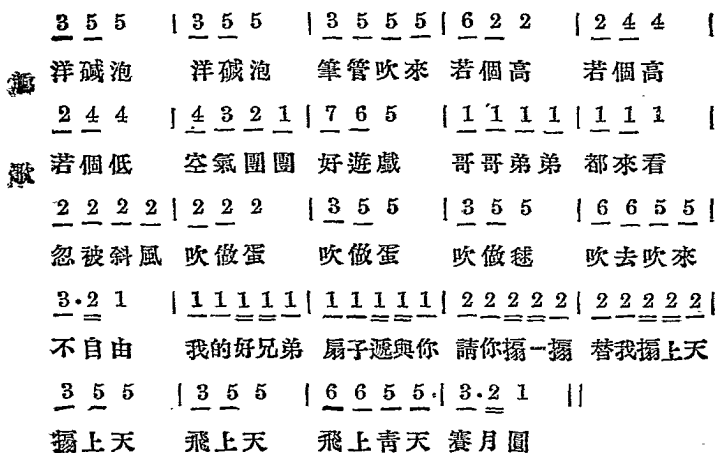 3 5 5 | 3 5 5 | 3 5 5 5 | 6 2 2 | 2 4 4 |
洋碱泡 洋碱泡 筆管吹來 若個高 若個高
2 4 4 | 4 3 2 1 | 7 6 5 | 1 1 1 1 | 1 1 1 |
歌 若個低 空氣團團 好遊戲 哥哥弟弟 都來看
2 2 2 2 | 2 2 2 | 3 5 5 | 3 5 5 | 6 6 5 5 |
忽被斜風 吹做蛋 吹做蛋 吹做毬 吹去吹來
3·2 1 | 1 1 1 1 1 | 1 1 1 1 1 | 2 2 2 2 2 | 2 2 2 2 2 |
不自由 我的好兄弟 扇子遞與你 請你搧一搧 替我搧上天
3 5 5 | 3 5 5 | 6 6 5 5 · | 3·2 1 ||
搧上天 飛上天 飛上青天 賽月圓